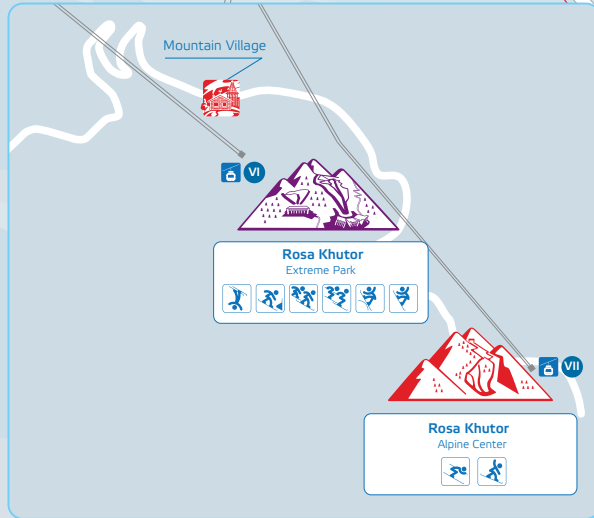 Mountain Village
VI
Rosa Khutor
Extreme Park
VII
Rosa Khutor
Alpine Center